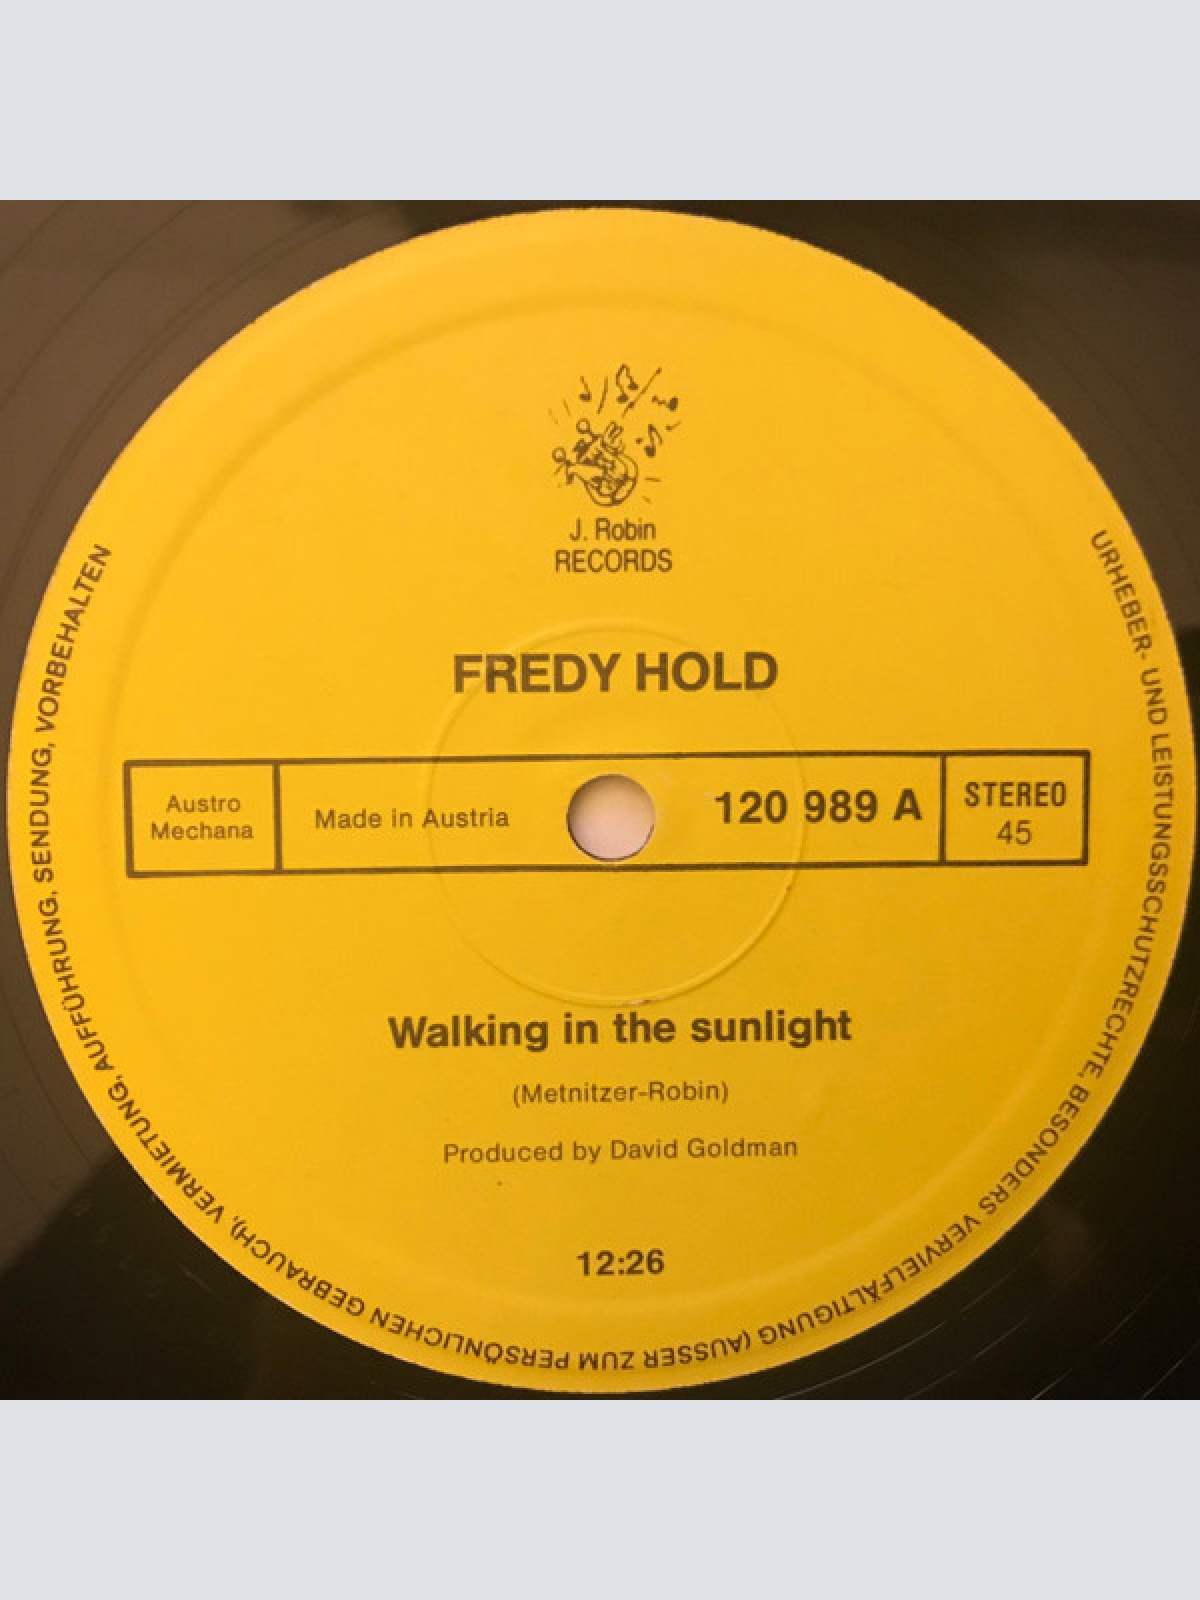 J. Robin
RECORDS
FREDY HOLD
Austro
Mechana
Made in Austria
120 989 A
STEREO
45
Walking in the sunlight
(Metnitzer-Robin)
Produced by David Goldman
12:26
URHEBER- UND LEISTUNGSSCHUTZRECHTE, BESONDERS VERVIELFÄLTIGUNG (AUSSER ZUM PERSÖNLICHEN GEBRAUCH), VERMIETUNG, AUFFÜHRUNG, SENDUNG, VORBEHALTEN